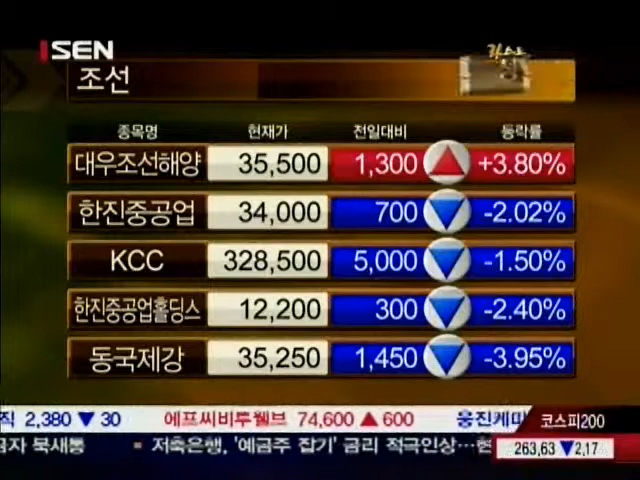 SEN
조선
종목명 현재가 전일대비 등락률
대우조선해양 35,500 1,300 ▲ +3.80%
한진중공업 34,000 700 ▼ -2.02%
KCC 328,500 5,000 ▼ -1.50%
한진중공업홀딩스 12,200 300 ▼ -2.40%
동국제강 35,250 1,450 ▼ -3.95%
2,380 ▼ 30 에프씨비투웰브 74,600 ▲ 600 웅진케미 코스피200
263,63 ▼ 2,17
북새통 ▪ 저축은행, '예금주 잡기' 금리 적극인상…현